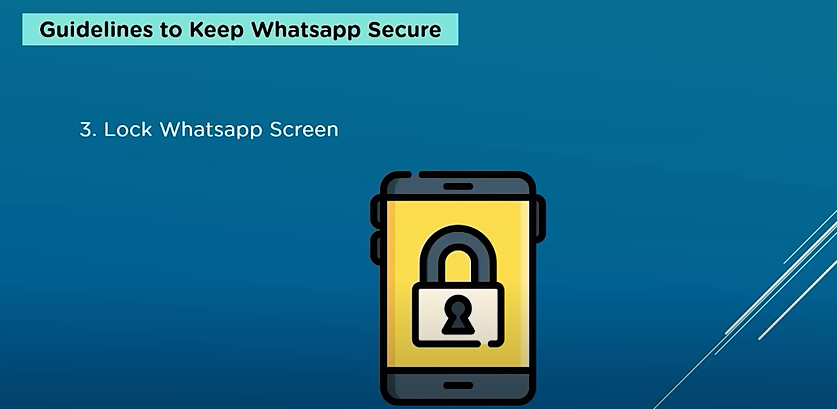 Guidelines to Keep Whatsapp Secure
3. Lock Whatsapp Screen